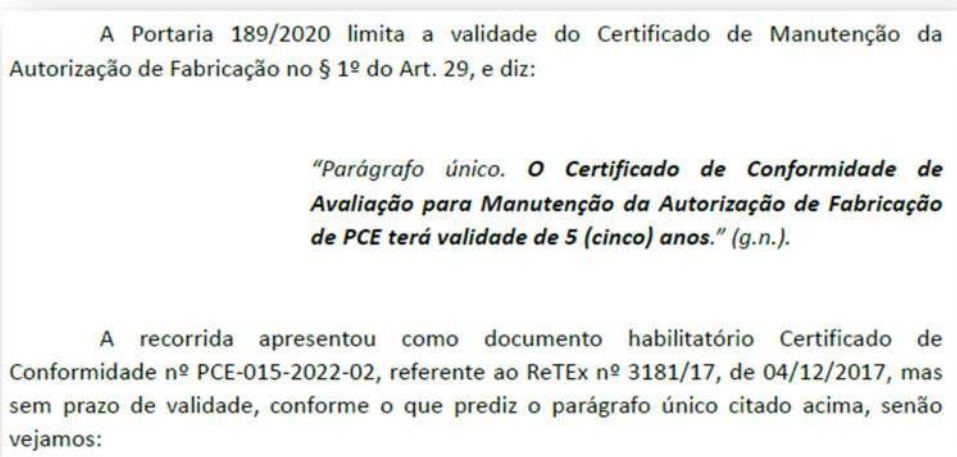 A Portaria 189/2020 limita a validade do Certificado de Manutenção da
Autorização de Fabricação no § 1º do Art. 29, e diz:
“Parágrafo único. O Certificado de Conformidade de
Avaliação para Manutenção da Autorização de Fabricação
de PCE terá validade de 5 (cinco) anos.” (g.n.).
A recorrida apresentou como documento habilitatório Certificado de
Conformidade nº PCE-015-2022-02, referente ao ReTEx nº 3181/17, de 04/12/2017, mas
sem prazo de validade, conforme o que prediz o parágrafo único citado acima, senão
vejamos: